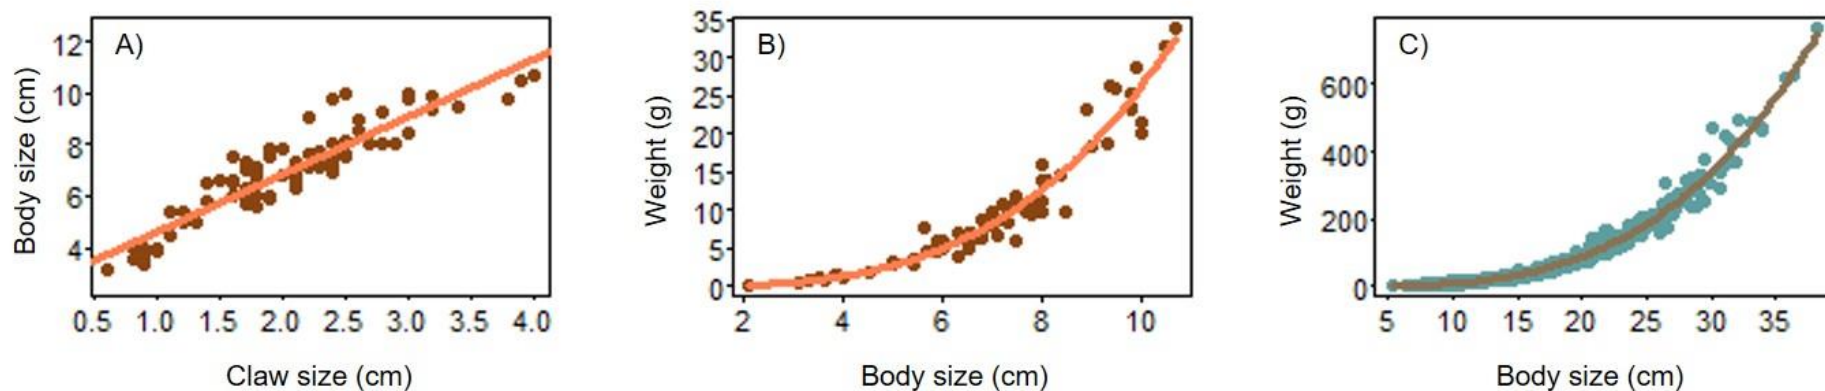 A)
Body size (cm)
12
10
8
6
4
0.5 1.0 1.5 2.0 2.5 3.0 3.5 4.0
Claw size (cm)
B)
Weight (g)
35
30
25
20
15
10
5
0
2 4 6 8 10
Body size (cm)
C)
Weight (g)
600
400
200
0
5 10 15 20 25 30 35
Body size (cm)